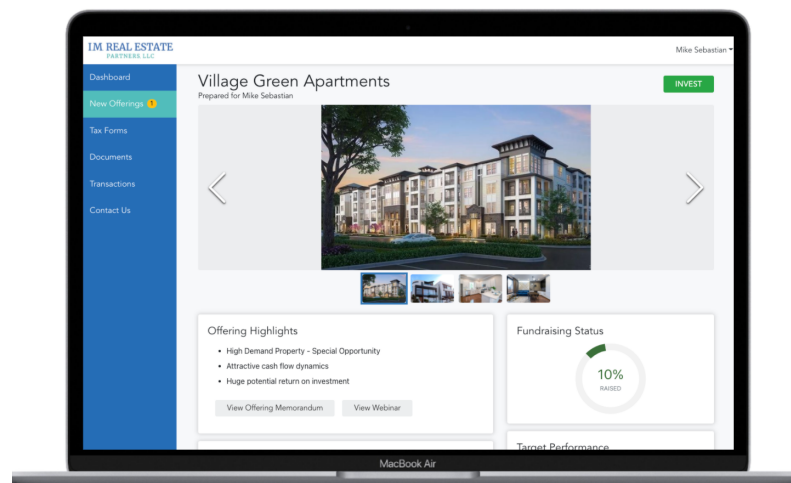 IM REAL ESTATE
PARTNERS LLC
Mike Sebastian
Dashboard
New Offerings 1
Tax Forms
Documents
Transactions
Contact Us
Village Green Apartments
Prepared for Mike Sebastian
INVEST
Offering Highlights
• High Demand Property - Special Opportunity
• Attractive cash flow dynamics
• Huge potential return on investment
View Offering Memorandum View Webinar
Fundraising Status
10%
RAISED
Target Performance
MacBook Air